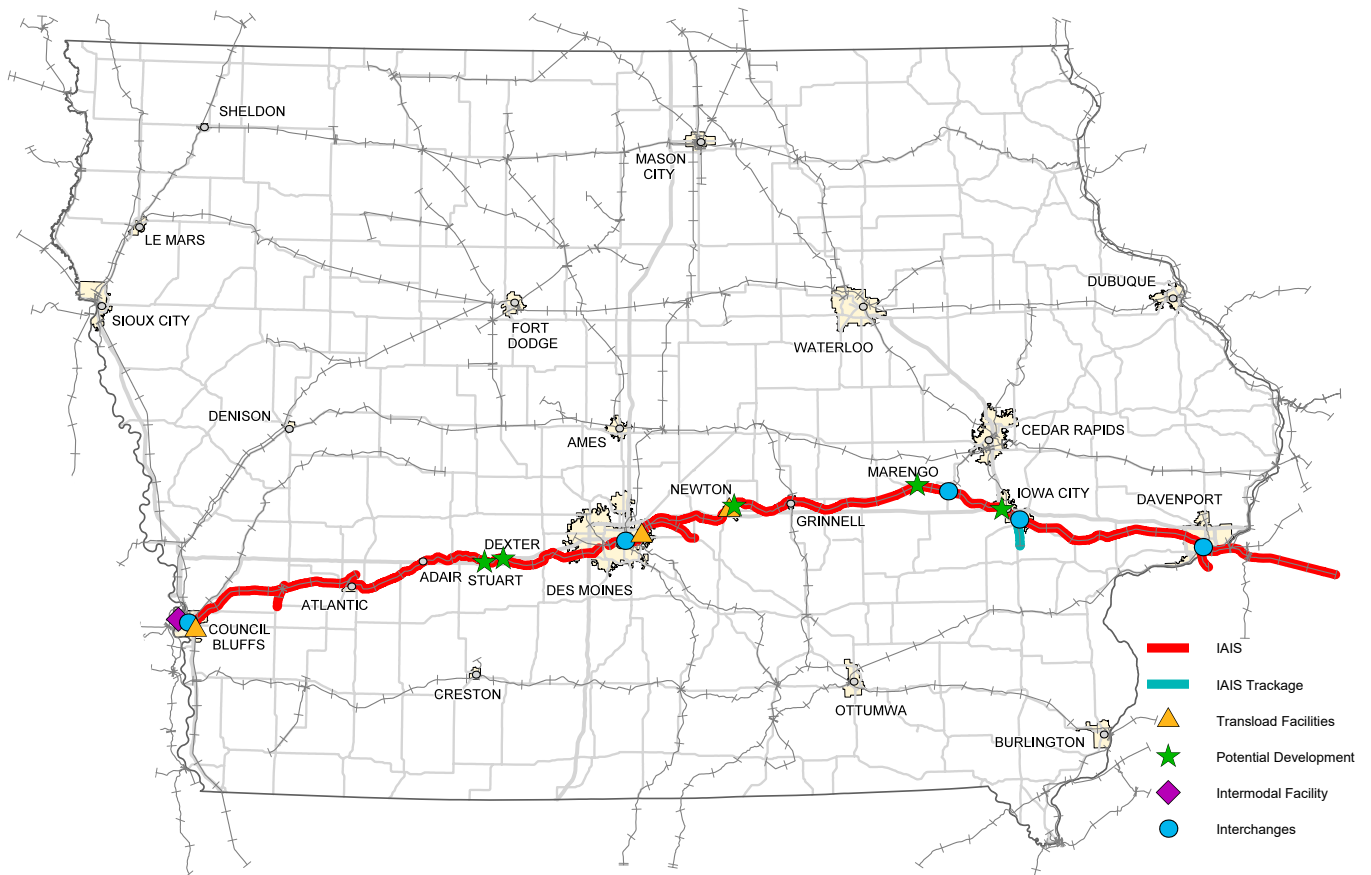 SHELDON
MASON
CITY
LE MARS
DUBUQUE
SIOUX CITY
FORT
DODGE
WATERLOO
DENISON
AMES
CEDAR RAPIDS
MARENGO
NEWTON
IOWA CITY
DAVENPORT
GRINNELL
DEXTER
ADAIR
STUART
DES MOINES
ATLANTIC
COUNCIL
BLUFFS
CRESTON
OTTUMWA
BURLINGTON
IAIS
IAIS Trackage
Transload Facilities
Potential Development
Intermodal Facility
Interchanges